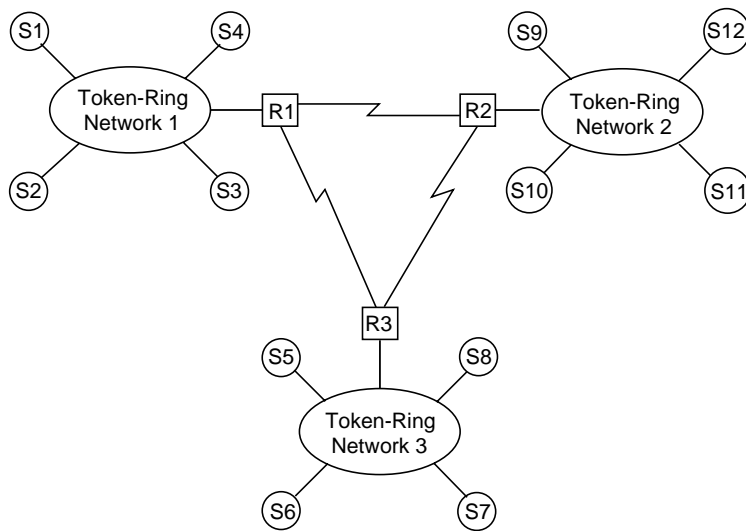 S1
S4
S9
S12
Token-Ring
Network 1
R1
R2
Token-Ring
Network 2
S2
S3
S10
S11
R3
S5
S8
Token-Ring
Network 3
S6
S7